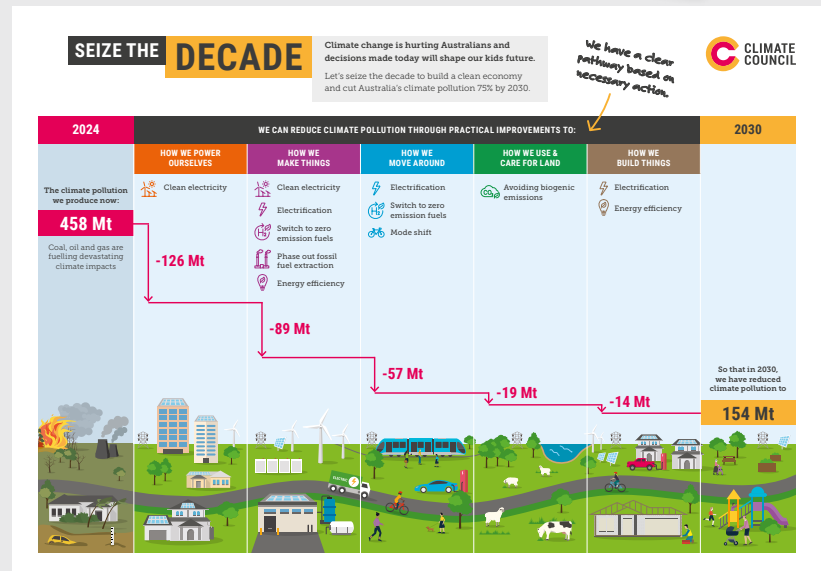 SEIZE THE
DECADE
Climate change is hurting Australians and
decisions made today will shape our kids future.
Let's seize the decade to build a clean economy
and cut Australia's climate pollution 75% by 2030.
We have a clear
pathway based on
necessary action.
CLIMATE
COUNCIL
2024
WE CAN REDUCE CLIMATE POLLUTION THROUGH PRACTICAL IMPROVEMENTS TO:
2030
HOW WE POWER
OURSELVES
HOW WE
MAKE THINGS
HOW WE
MOVE AROUND
HOW WE USE &
CARE FOR LAND
HOW WE
BUILD THINGS
The climate pollution
we produce now:
458 Mt
Coal, oil and gas are
fuelling devastating
climate impacts
Clean electricity
-126 Mt
Clean electricity
Electrification
H2
Switch to zero
emission fuels
Phase out fossil
fuel extraction
Energy efficiency
-89 Mt
Electrification
H2
Switch to zero
emission fuels
Mode shift
-57 Mt
CO2
Avoiding biogenic
emissions
-19 Mt
Electrification
Energy efficiency
-14 Mt
So that in 2030,
we have reduced
climate pollution to
154 Mt
ELECTRIC